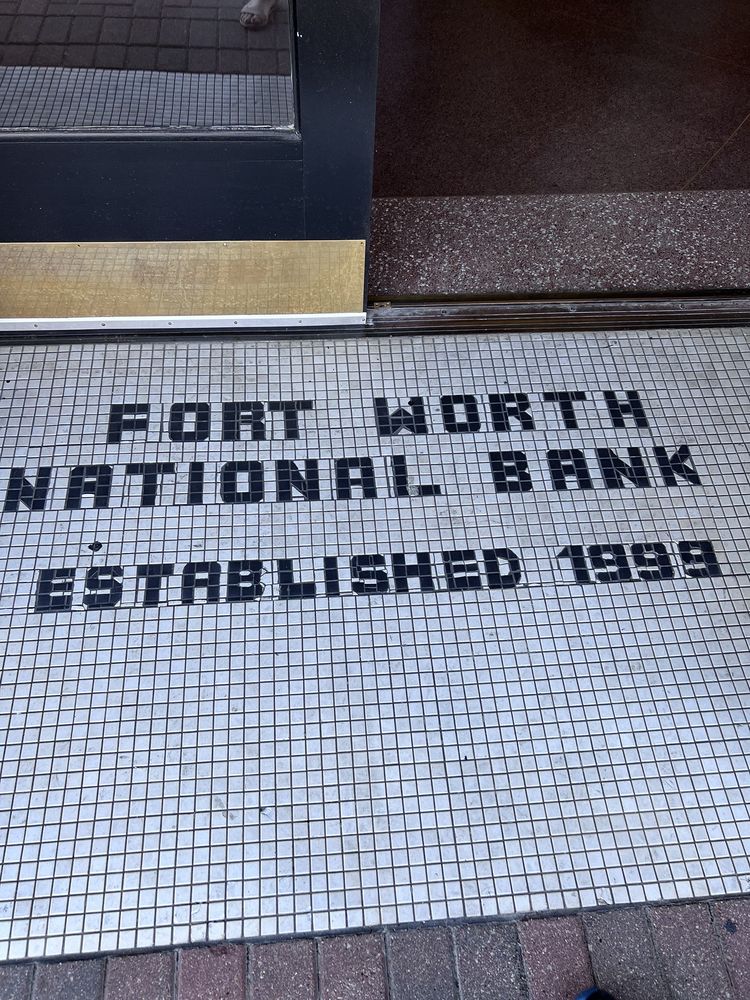 FORT WORTH
NATIONAL BANK
ESTABLISHED 1999